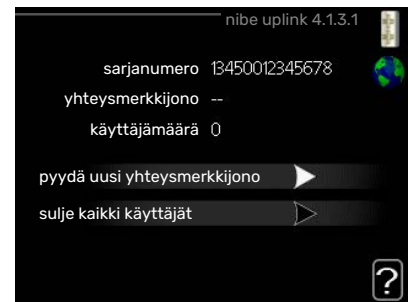 nibe uplink 4.1.3.1
sarjanumero 13450012345678
yhteysmerkkijono --
käyttäjämäärä 0
pyydä uusi yhteysmerkkijono
sulje kaikki käyttäjät
?